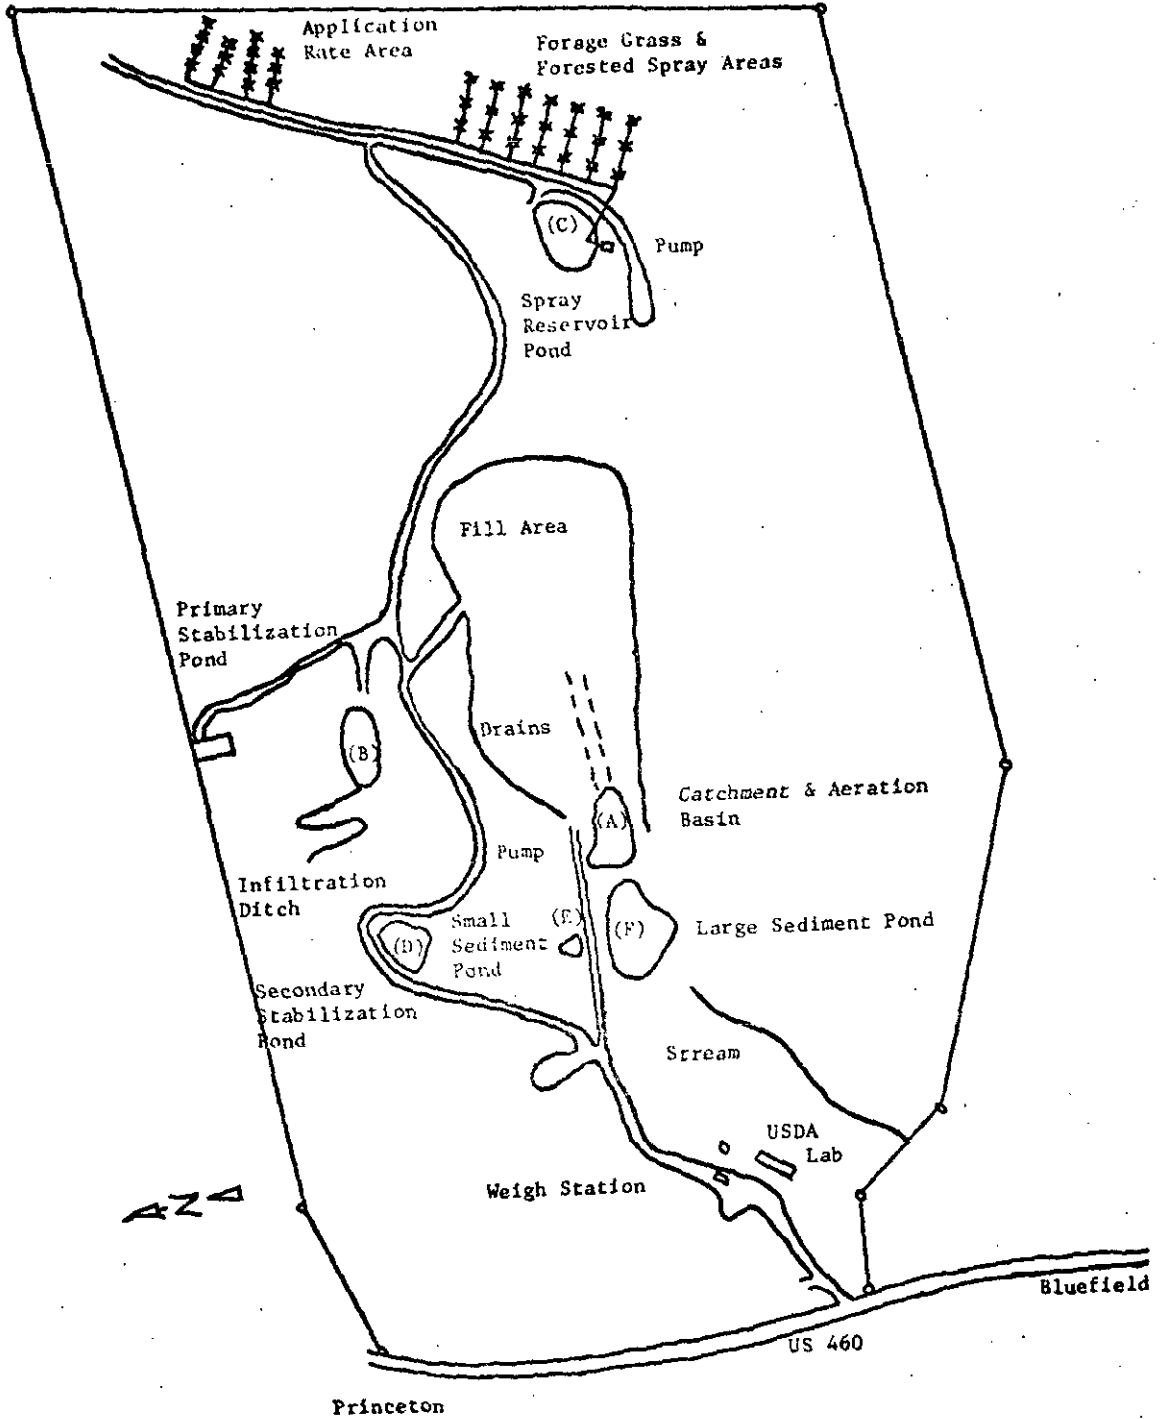 Application
Rate Area
Forage Grass &
Forested Spray Areas
(C)
Pump
Spray
Reservoir
Pond
Fill Area
Primary
Stabilization
Pond
(B)
Drains
Catchment & Aeration
Basin
(A)
Pump
Infiltration
Ditch
Small
Sediment
Pond
(E)
(F)
Large Sediment Pond
(D)
Secondary
Stabilization
Pond
Stream
USDA
Lab
Weigh Station
N
Bluefield
US 460
Princeton